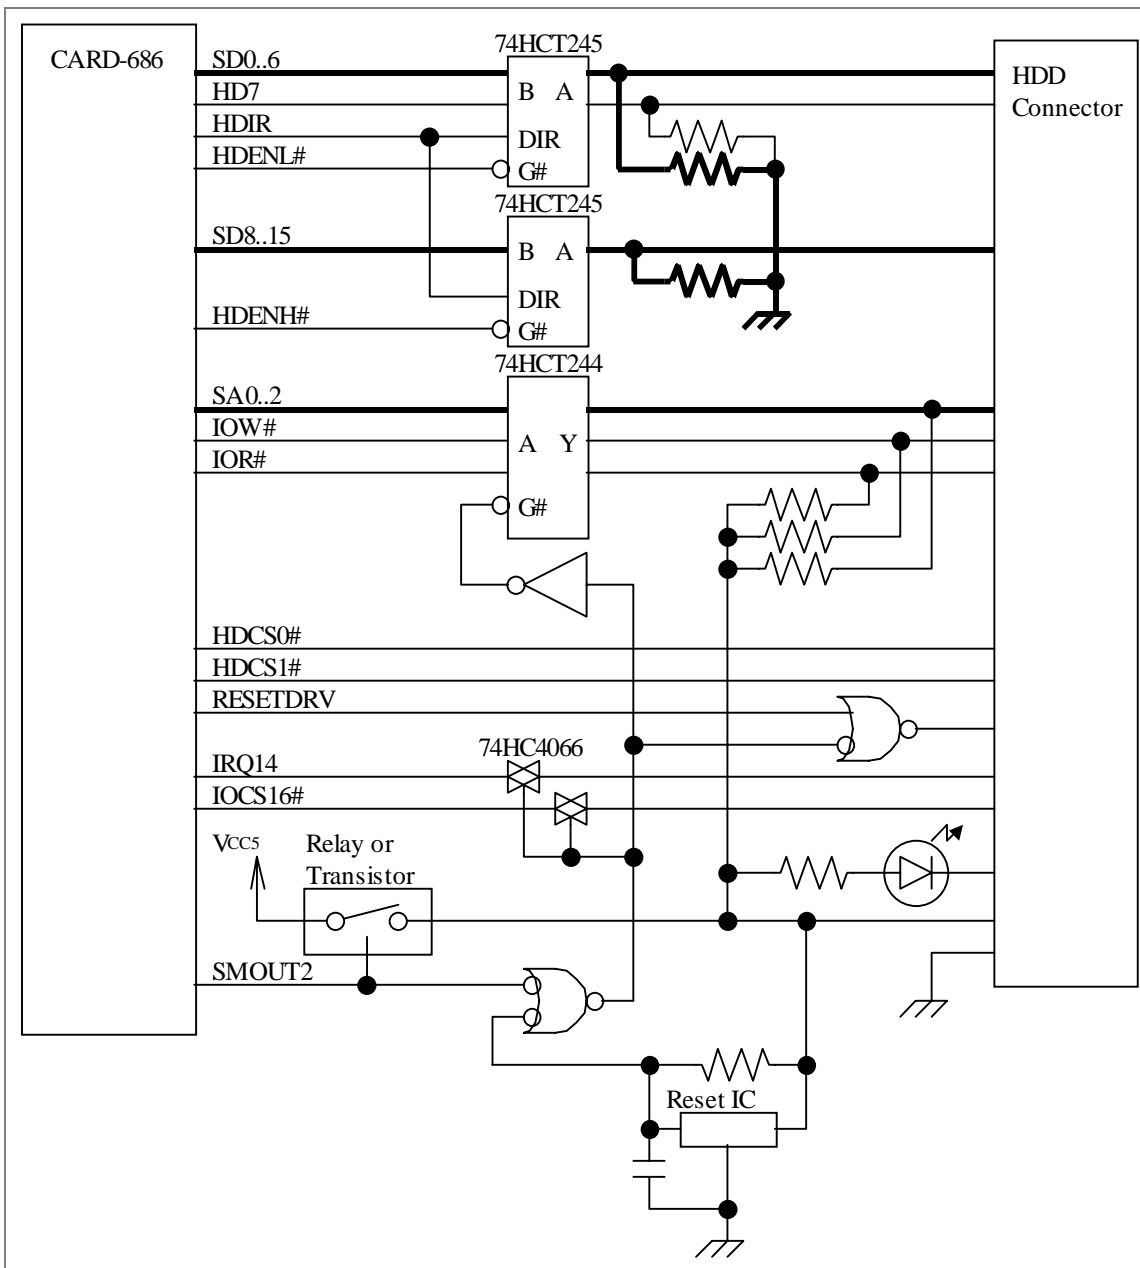 CARD-686
SD0..6
HD7
HDIR
HDENL#
74HCT245
B A
DIR
G#
HDD
Connector
SD8..15
HDENH#
74HCT245
B A
DIR
G#
74HCT244
SA0..2
IOW#
IOR#
A Y
G#
HDCS0#
HDCS1#
RESETDRV
IRQ14
IOCS16#
74HC4066
VCC5
Relay or
Transistor
SMOUT2
Reset IC